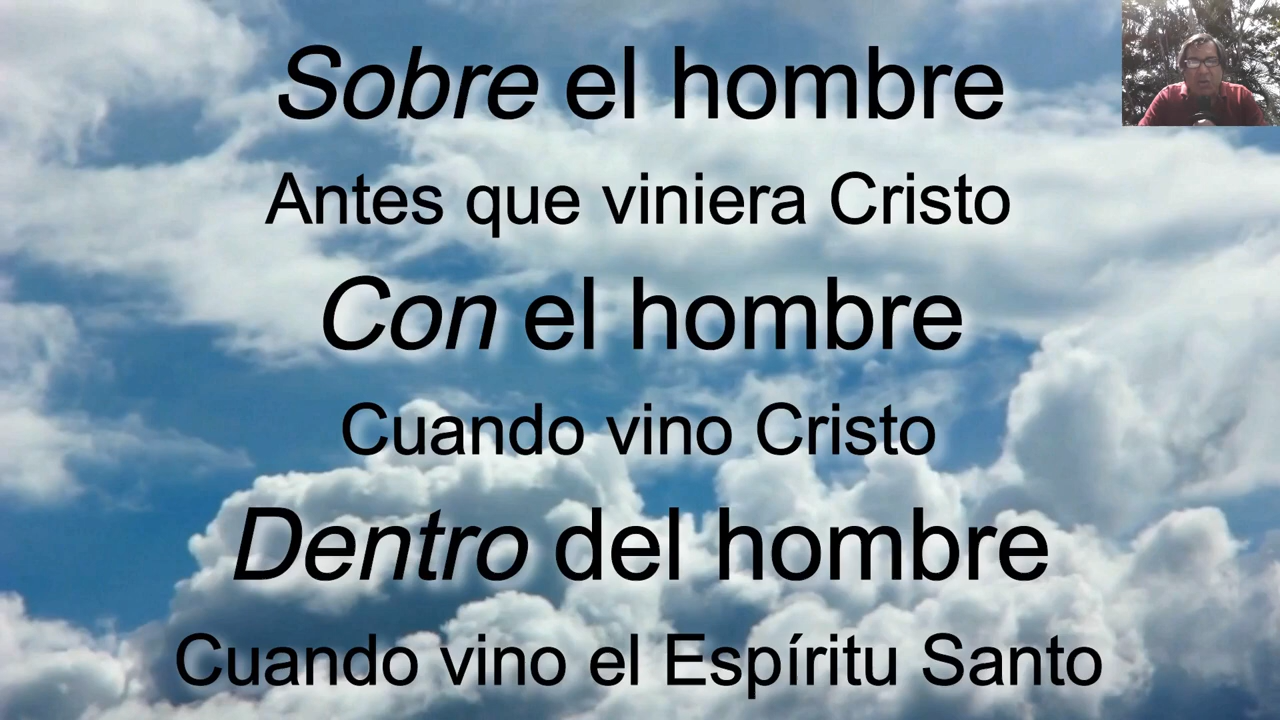 Sobre el hombre
Antes que viniera Cristo
Con el hombre
Cuando vino Cristo
Dentro del hombre
Cuando vino el Espíritu Santo